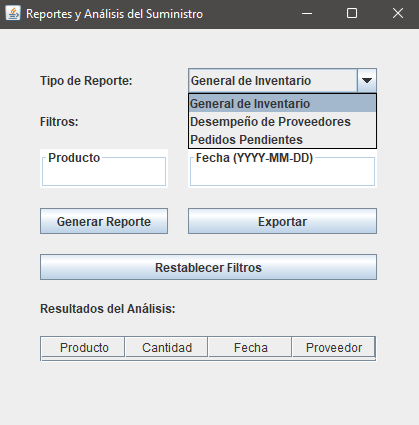 Reportes y Análisis del Suministro
Tipo de Reporte:
General de Inventario
General de Inventario
Desempeño de Proveedores
Pedidos Pendientes
Filtros:
Producto
Fecha (YYYY-MM-DD)
Generar Reporte
Exportar
Restablecer Filtros
Resultados del Análisis:
Producto Cantidad Fecha Proveedor